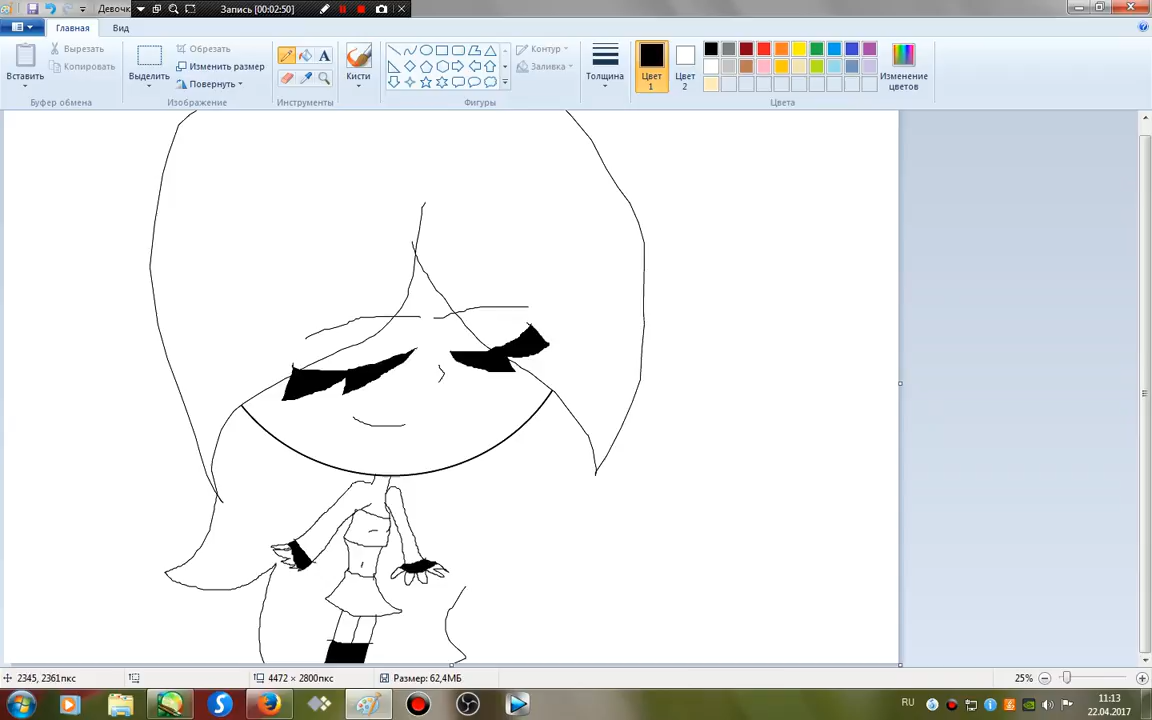 Девочк
Запись [00:02:50]
Главная
Вид
Вставить
Вырезать
Копировать
Буфер обмена
Выделить
Обрезать
Изменить размер
Повернуть
Изображение
A
Инструменты
Кисти
Контур
Заливка
Фигуры
Толщина
Цвет
1
Цвет
2
Изменение
цветов
Цвета
2345, 2361пкс
4472 × 2800пкс
Размер: 62,4МБ
25%
RU
11:13
22.04.2017